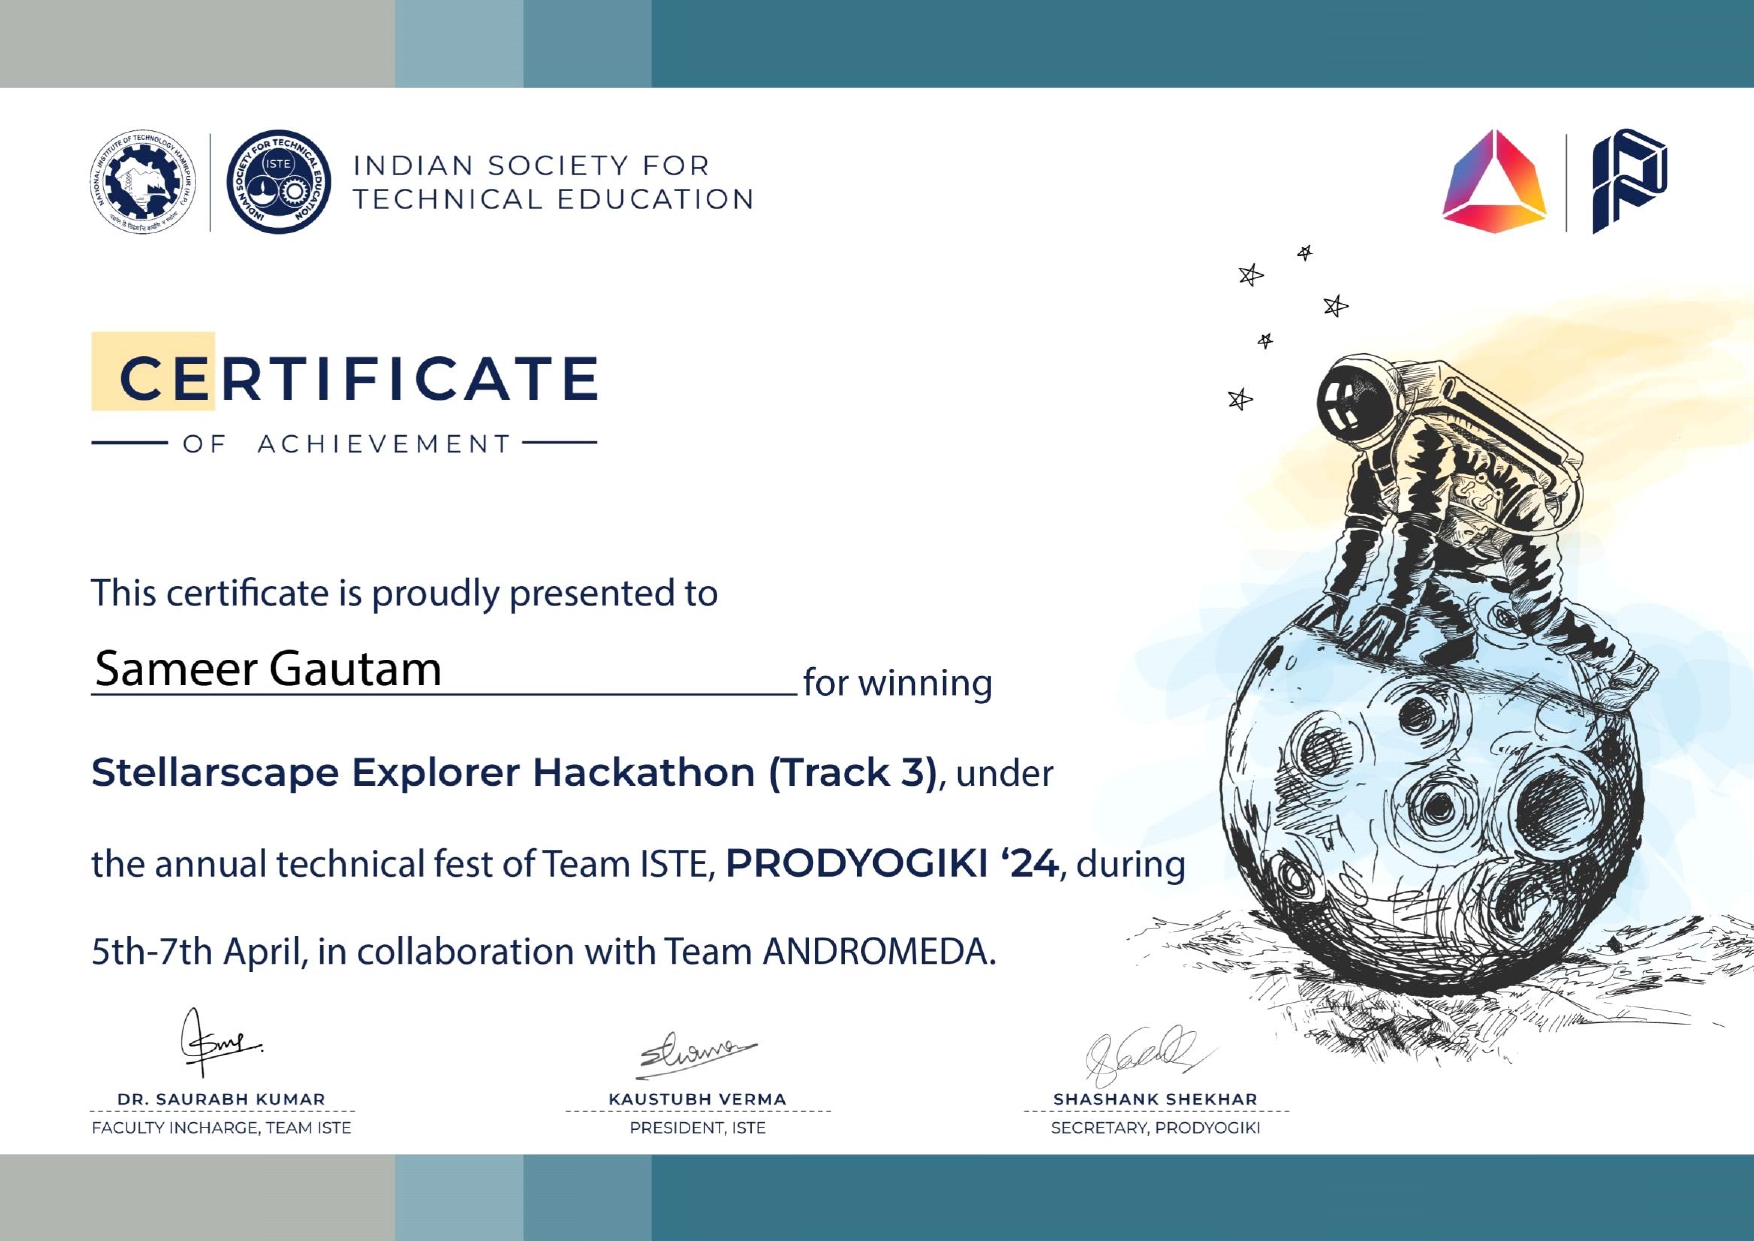 NATIONAL INSTITUTE OF TECHNOLOGY HAMIRPUR (H.P.)
INDIAN SOCIETY FOR TECHNICAL EDUCATION
ISTE
INDIAN SOCIETY FOR
TECHNICAL EDUCATION
CERTIFICATE
OF ACHIEVEMENT
This certificate is proudly presented to
Sameer Gautam for winning
Stellarscape Explorer Hackathon (Track 3), under
the annual technical fest of Team ISTE, PRODYOGIKI ‘24, during
5th-7th April, in collaboration with Team ANDROMEDA.
DR. SAURABH KUMAR
FACULTY INCHARGE, TEAM ISTE
KAUSTUBH VERMA
PRESIDENT, ISTE
SHASHANK SHEKHAR
SECRETARY, PRODYOGIKI